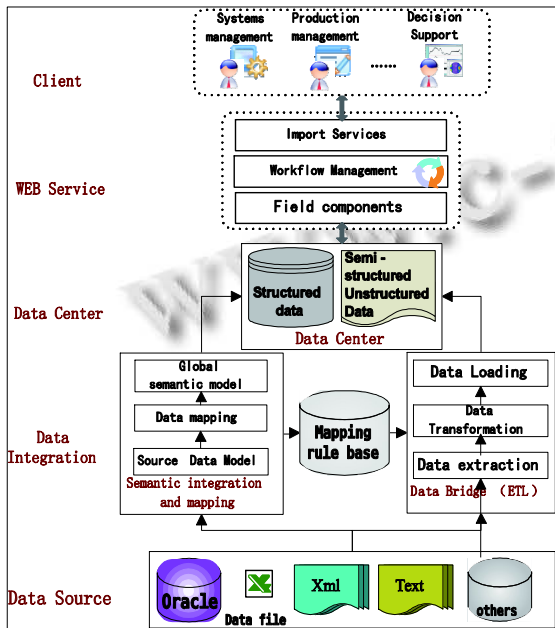 Systems
management
Production
management
Decision
Support
......
Client
Import Services
Workflow Management
WEB Service
Field components
Structured
data
Semi -
structured
Unstructured
Data
Data Center
Data Center
Global
semantic model
Data mapping
Source Data Model
Semantic integration
and mapping
Data
Integration
Mapping
rule base
Data Loading
Data
Transformation
Data extraction
Data Bridge （ETL）
Data Source
Oracle
Data file
Xml
Text
others